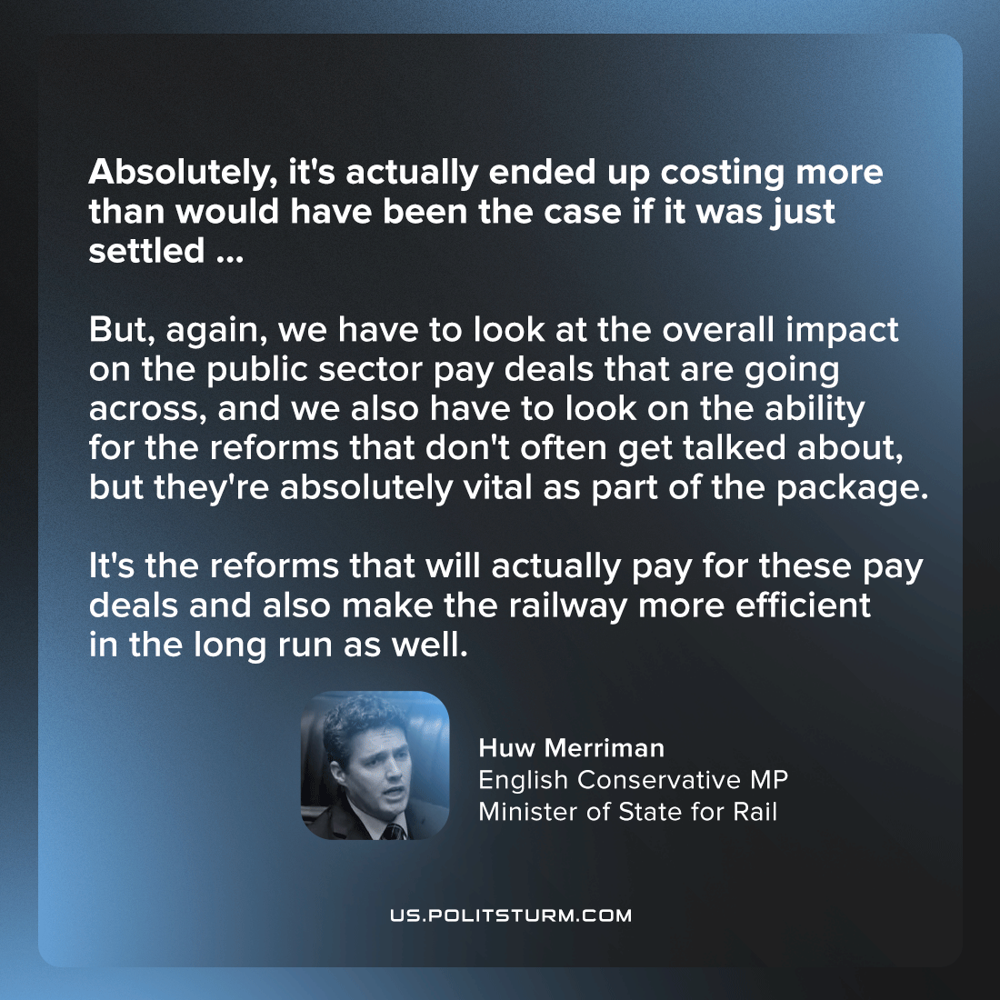 Absolutely, it's actually ended up costing more
than would have been the case if it was just
settled ...
But, again, we have to look at the overall impact
on the public sector pay deals that are going
across, and we also have to look on the ability
for the reforms that don't often get talked about,
but they're absolutely vital as part of the package.
It's the reforms that will actually pay for these pay
deals and also make the railway more efficient
in the long run as well.
Huw Merriman
English Conservative MP
Minister of State for Rail
US.POLITSTURM.COM